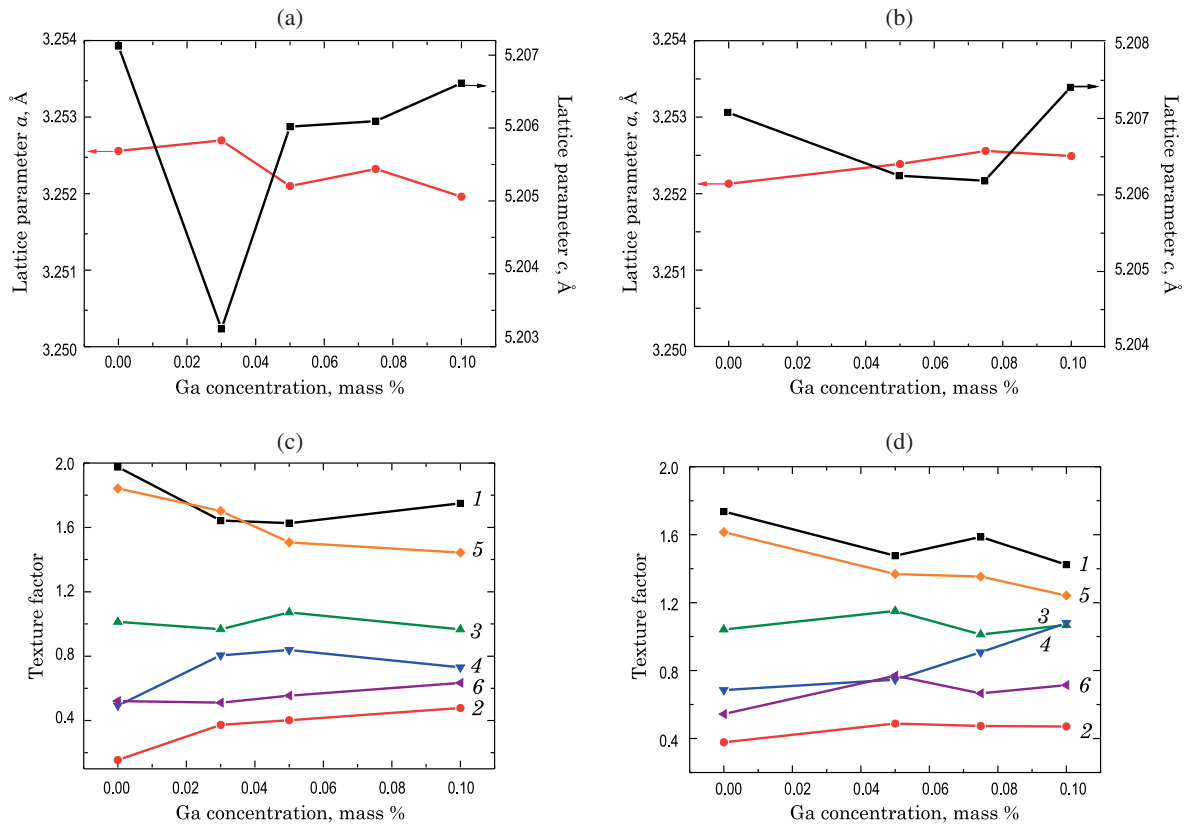 (a)
3.254
3.253
3.252
3.251
3.250
Lattice parameter a, Å
5.207
5.206
5.205
5.204
5.203
Lattice parameter c, Å
0.00 0.02 0.04 0.06 0.08 0.10
Ga concentration, mass %
(b)
3.254
3.253
3.252
3.251
3.250
Lattice parameter a, Å
5.208
5.207
5.206
5.205
5.204
Lattice parameter c, Å
0.00 0.02 0.04 0.06 0.08 0.10
Ga concentration, mass %
(c)
2.0
1.6
1.2
0.8
0.4
Texture factor
1
5
3
4
6
2
0.00 0.02 0.04 0.06 0.08 0.10
Ga concentration, mass %
(d)
2.0
1.6
1.2
0.8
0.4
Texture factor
1
5
3
4
6
2
0.00 0.02 0.04 0.06 0.08 0.10
Ga concentration, mass %